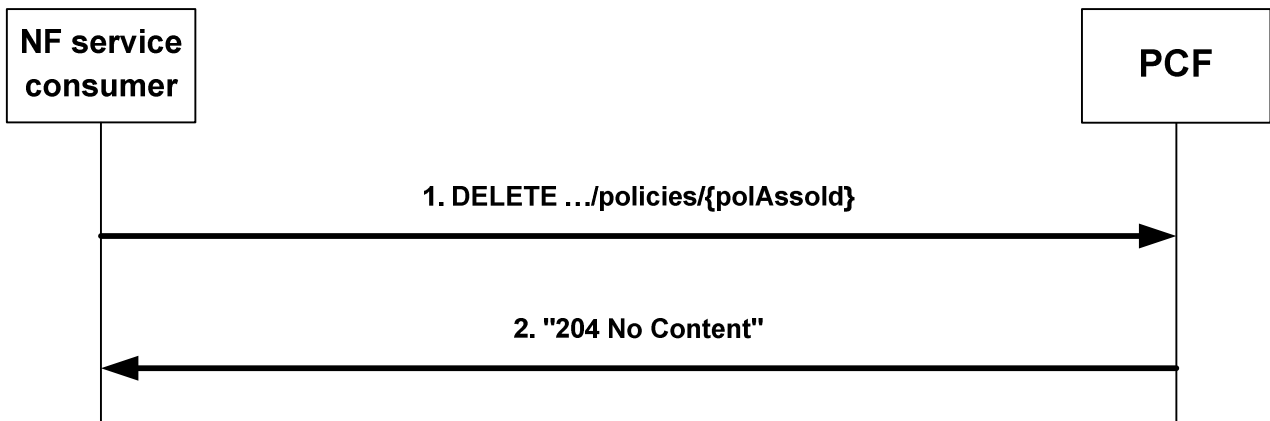 NF service
consumer
PCF
1. DELETE …/policies/{polAssoId}
2. "204 No Content"